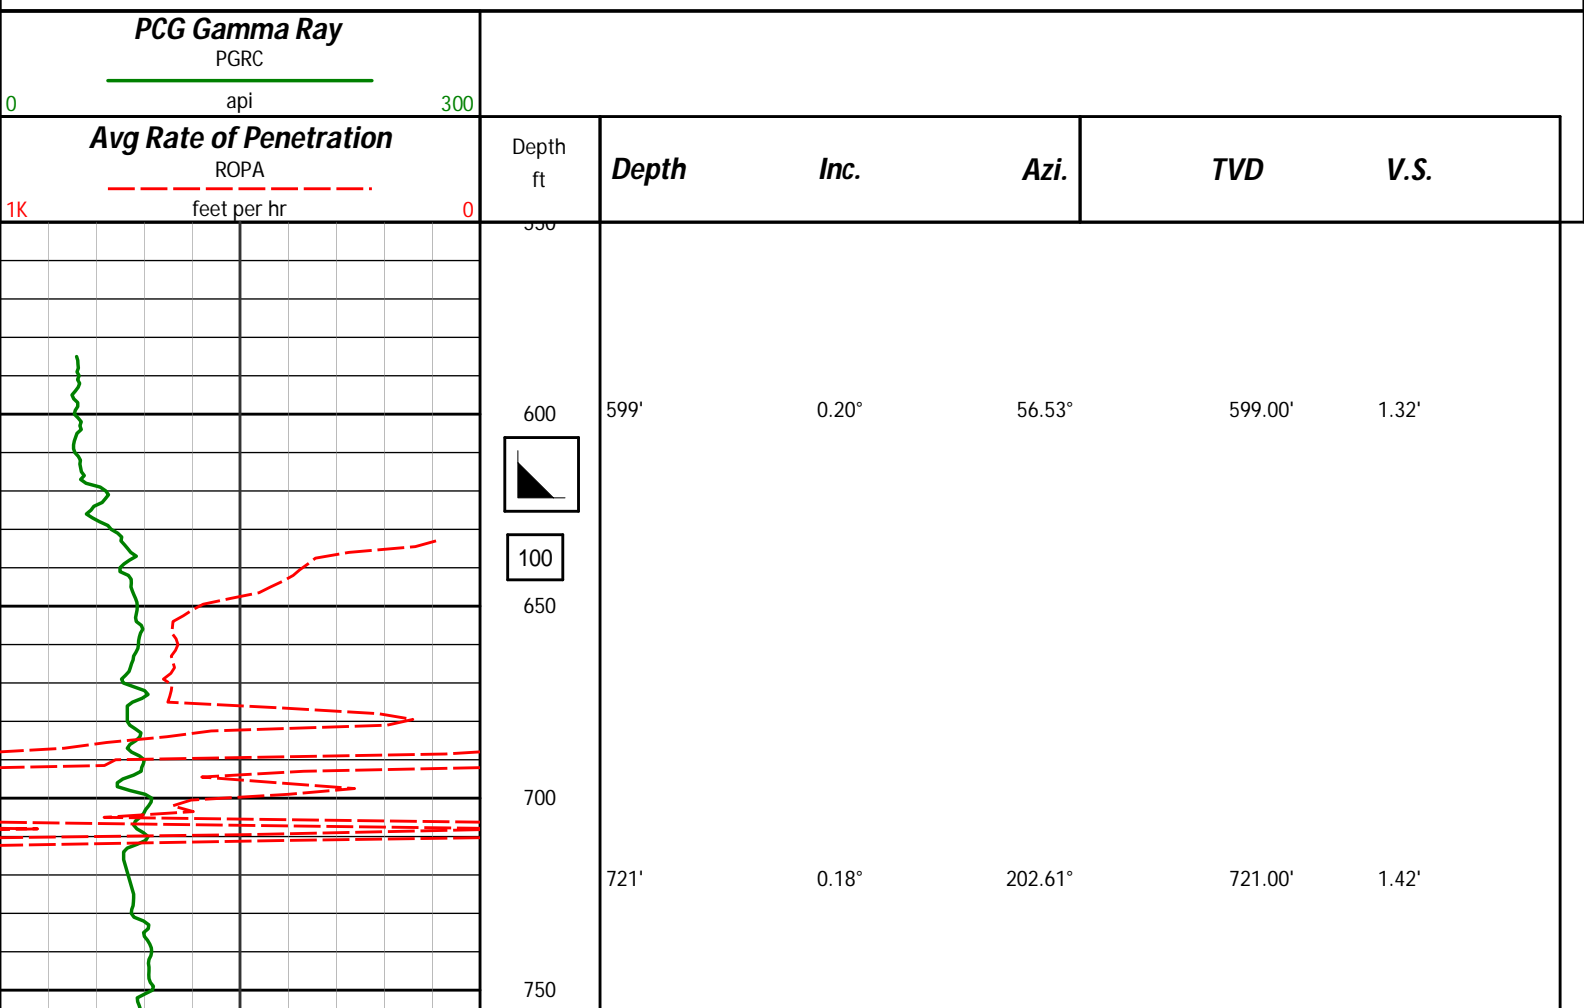 PCG Gamma Ray
PGRC
api
0 300
Avg Rate of Penetration
ROPA
feet per hr
1K 0
Depth
ft
Depth Inc. Azi. TVD V.S.
550
600
599' 0.20° 56.53° 599.00' 1.32'
100
650
700
721' 0.18° 202.61° 721.00' 1.42'
750